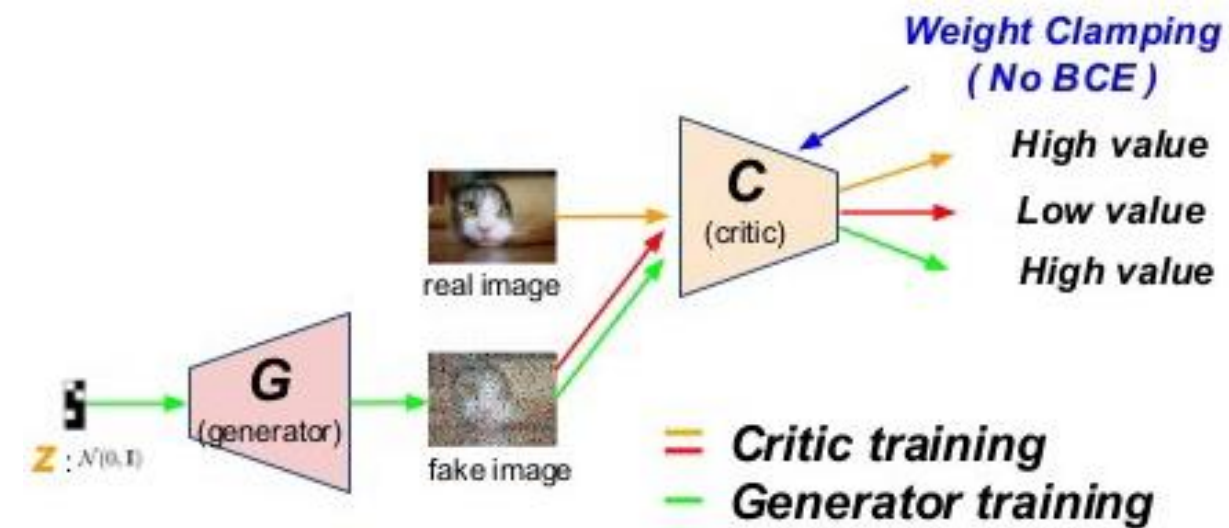 Weight Clamping
( No BCE )
High value
C
(critic)
Low value
real image
High value
G
(generator)
Z : N(0, I)
fake image
Critic training
Generator training